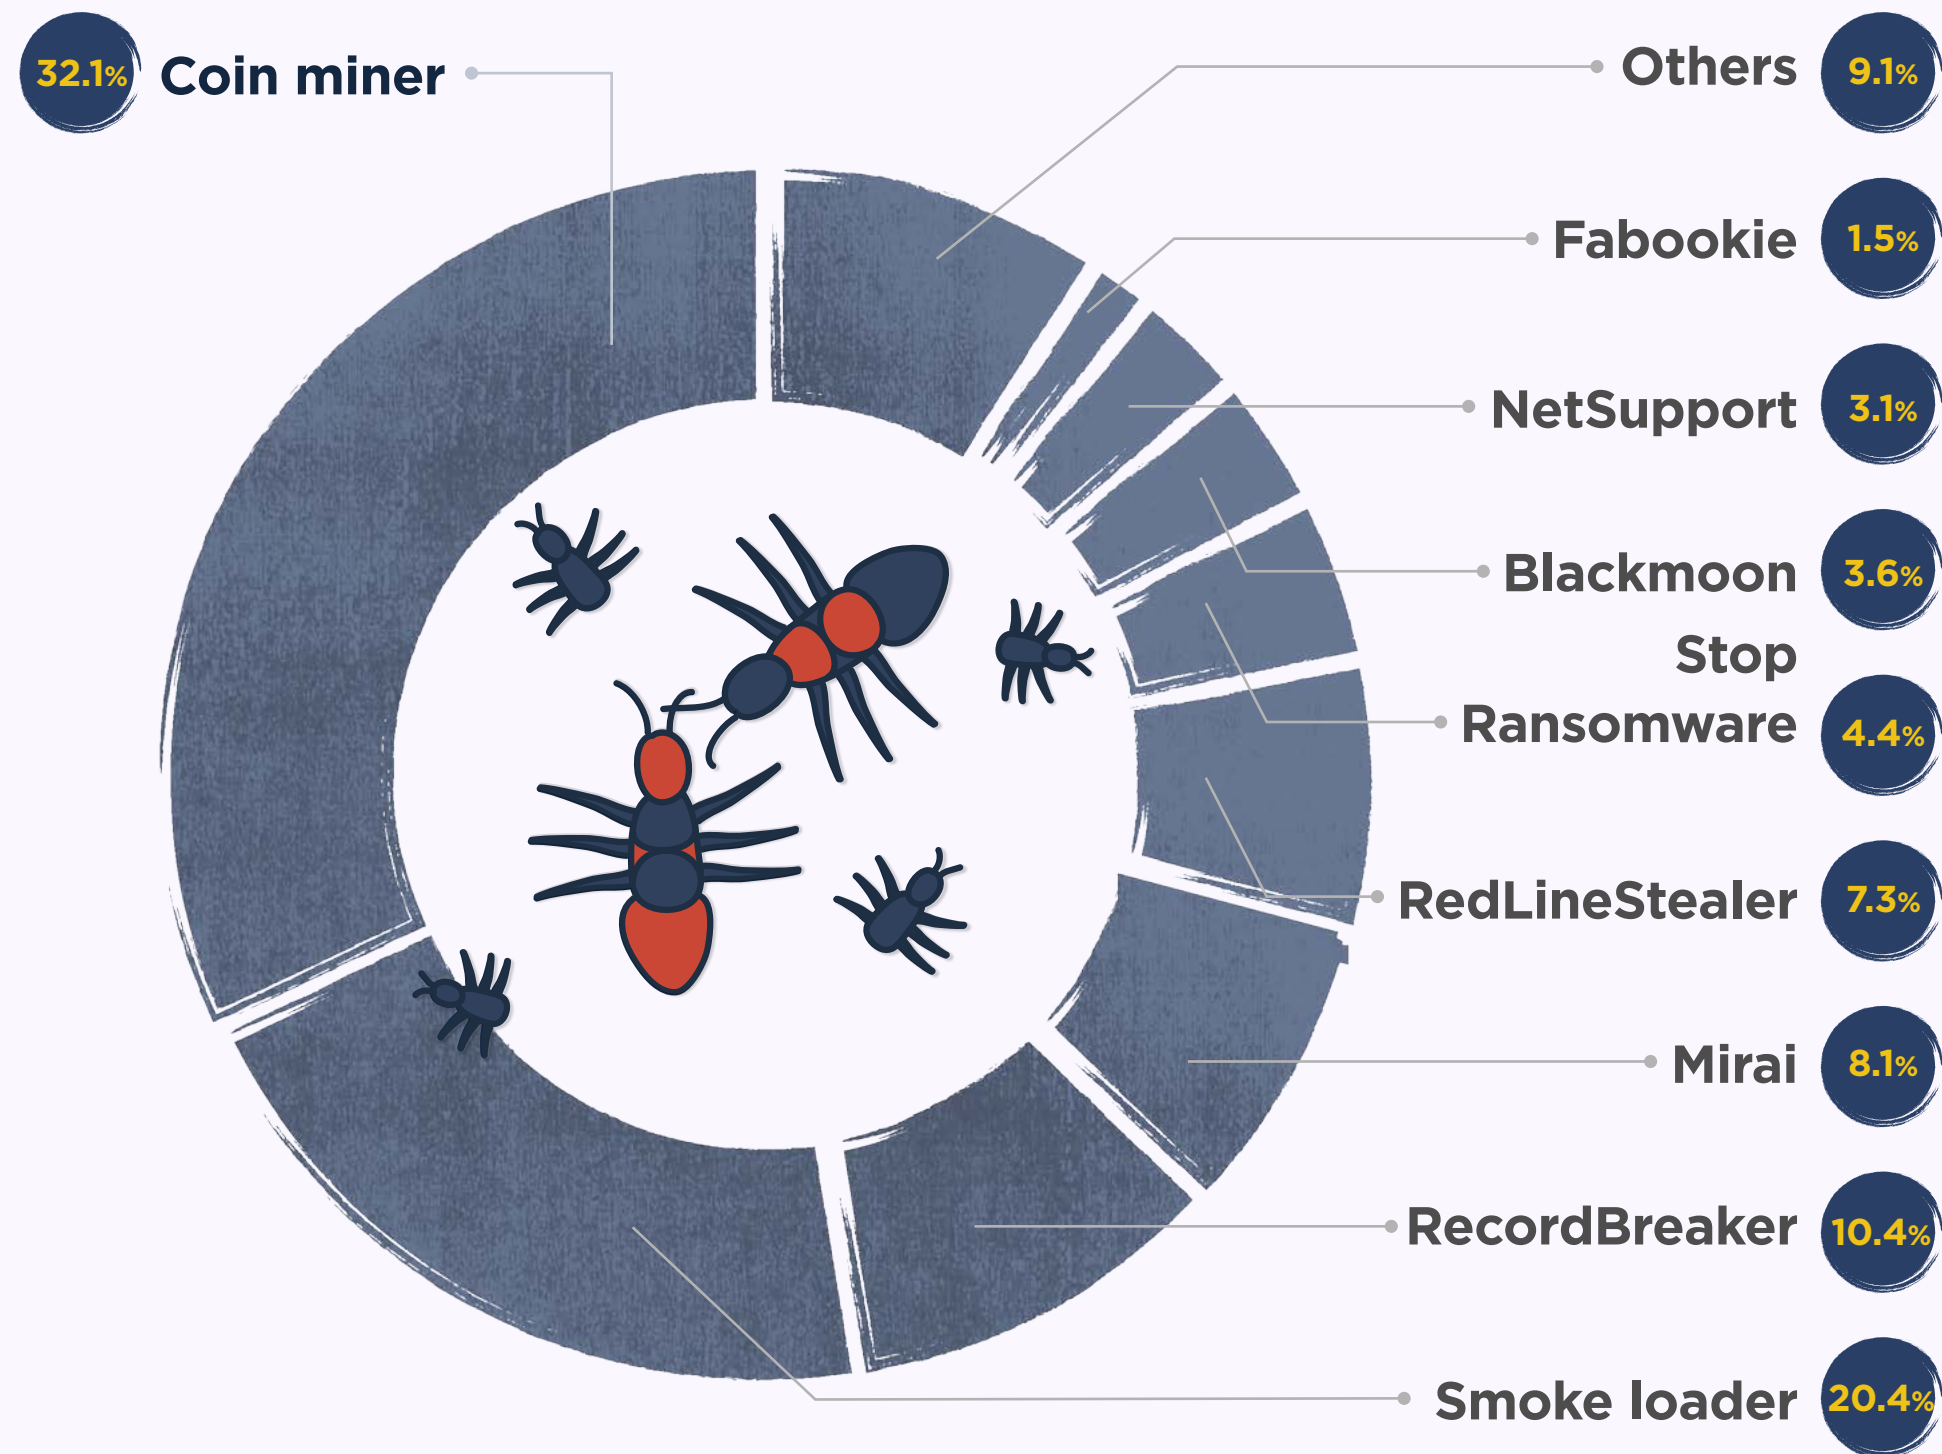 32.1% Coin miner
Others 9.1%
Fabookie 1.5%
NetSupport 3.1%
Blackmoon 3.6%
Stop
Ransomware 4.4%
RedLineStealer 7.3%
Mirai 8.1%
RecordBreaker 10.4%
Smoke loader 20.4%